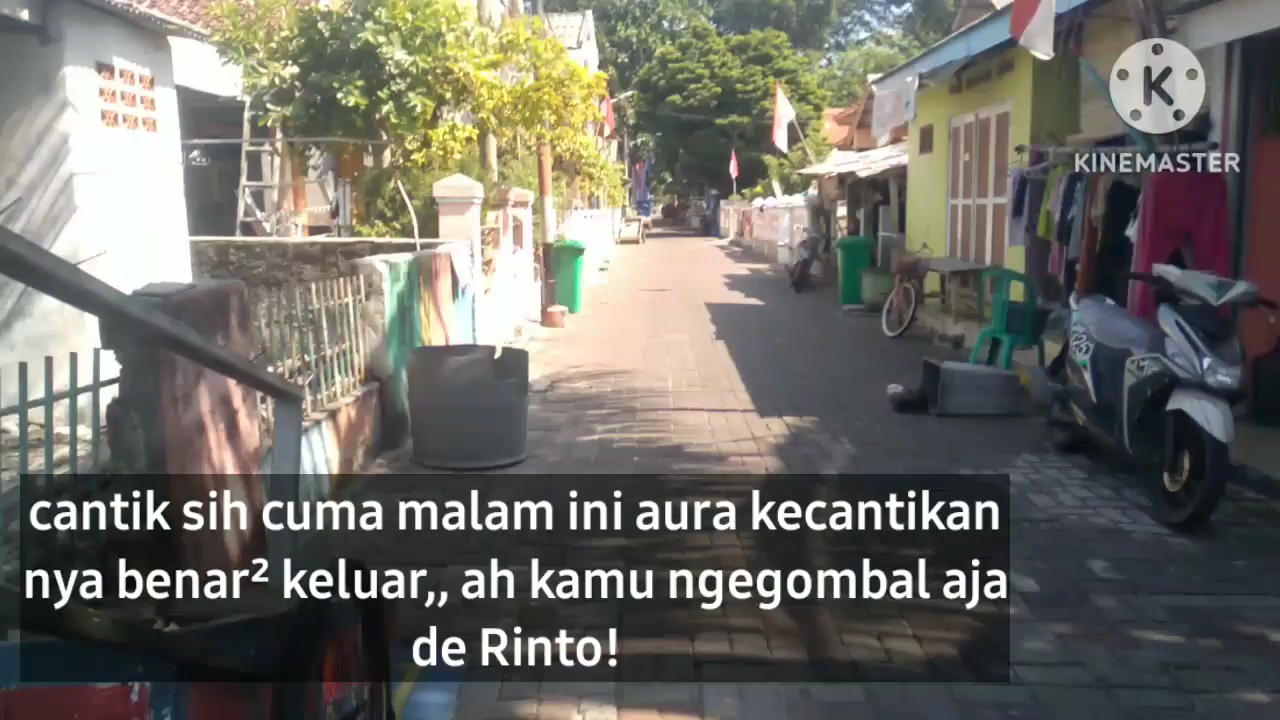 K
KINEMASTER
cantik sih cuma malam ini aura kecantikan
nya benar² keluar,, ah kamu ngegombal aja
de Rinto!